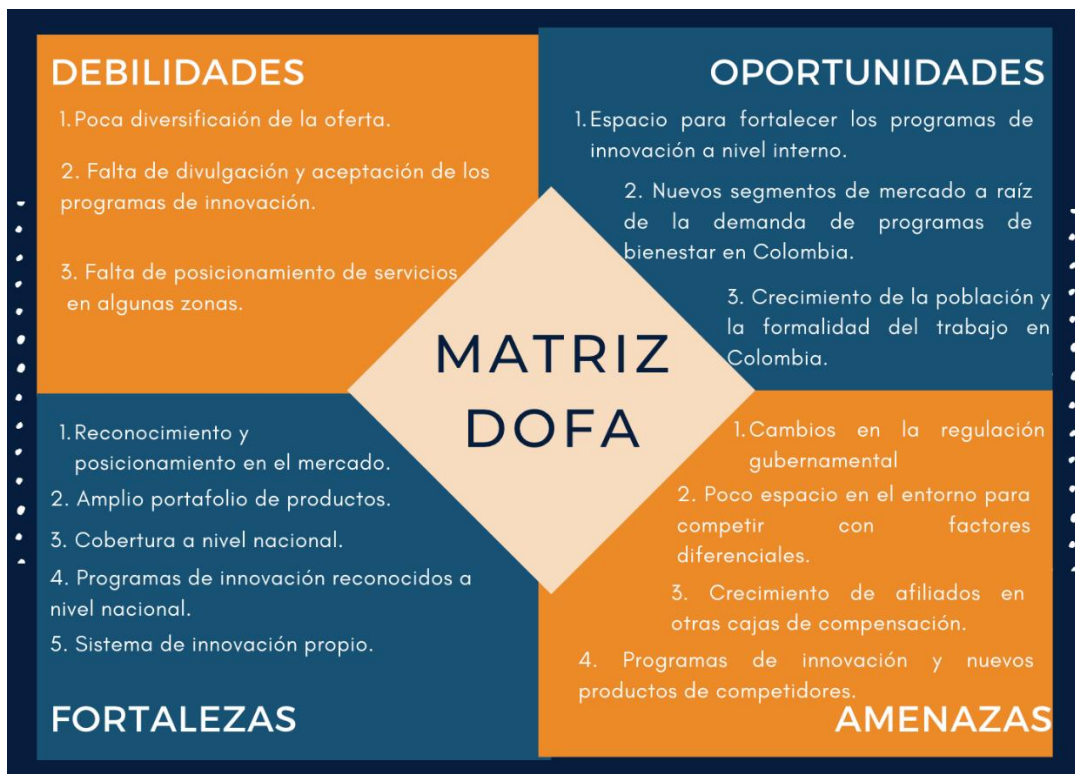 DEBILIDADES
1.Poca diversificaión de la oferta.
2. Falta de divulgación y aceptación de los
programas de innovación.
3. Falta de posicionamiento de servicios
en algunas zonas.
OPORTUNIDADES
1.Espacio para fortalecer los programas de
innovación a nivel interno.
2. Nuevos segmentos de mercado a raíz
de la demanda de programas de
bienestar en Colombia.
3. Crecimiento de la población y
la formalidad del trabajo en
Colombia.
MATRIZ
DOFA
1.Reconocimiento y
posicionamiento en el mercado.
2. Amplio portafolio de productos.
3. Cobertura a nivel nacional.
4. Programas de innovación reconocidos a
nivel nacional.
5. Sistema de innovación propio.
FORTALEZAS
1.Cambios en la regulación
gubernamental
2. Poco espacio en el entorno para
competir con factores
diferenciales.
3. Crecimiento de afiliados en
otras cajas de compensación.
4. Programas de innovación y nuevos
productos de competidores.
AMENAZAS